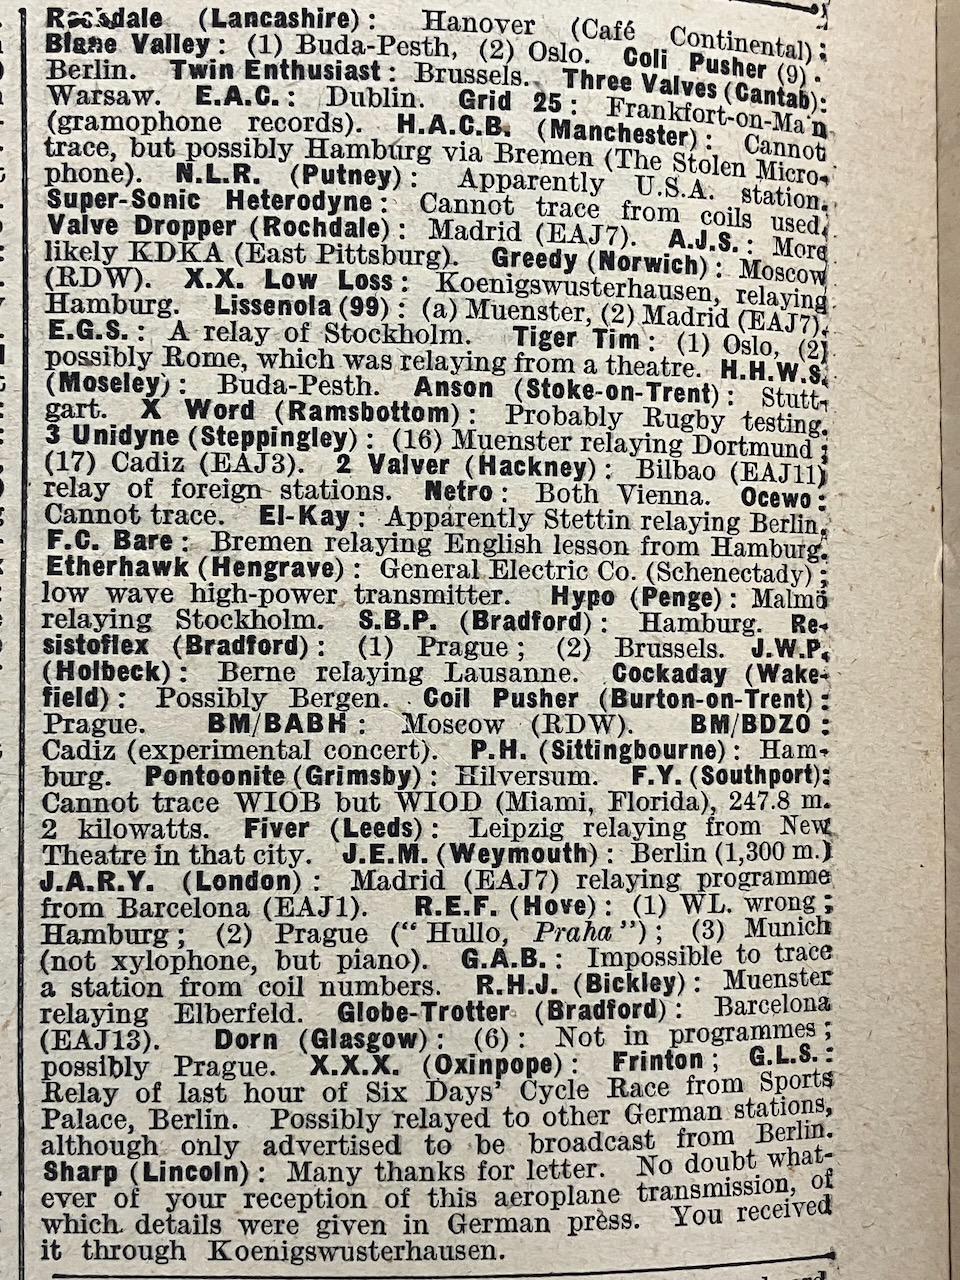 Rossdale (Lancashire): Hanover (Café Continental);
Blane Valley: (1) Buda-Pesth, (2) Oslo. Coli Pusher (9).
Berlin. Twin Enthusiast: Brussels. Three Valves (Cantab):
Warsaw. E.A.C.: Dublin. Grid 25: Frankfort-on-Main
(gramophone records). H.A.C.B. (Manchester): Cannot
trace, but possibly Hamburg via Bremen (The Stolen Micro-
phone). N.L.R. (Putney): Apparently U.S.A. station.
Super-Sonic Heterodyne: Cannot trace from coils used.
Valve Dropper (Rochdale): Madrid (EAJ7). A.J.S.: More
likely KDKA (East Pittsburg). Greedy (Norwich): Moscow
(RDW). X.X. Low Loss: Koenigswusterhausen, relaying
Hamburg. Lissenola (99): (a) Muenster, (2) Madrid (EAJ7).
E.G.S.: A relay of Stockholm. Tiger Tim: (1) Oslo, (2)
possibly Rome, which was relaying from a theatre. H.H.W.S.
(Moseley): Buda-Pesth. Anson (Stoke-on-Trent): Stutt-
gart. X Word (Ramsbottom): Probably Rugby testing.
3 Unidyne (Steppingley): (16) Muenster relaying Dortmund;
(17) Cadiz (EAJ3). 2 Valver (Hackney): Bilbao (EAJ11)
relay of foreign stations. Netro: Both Vienna. Ocewo:
Cannot trace. El-Kay: Apparently Stettin relaying Berlin.
F.C. Bare: Bremen relaying English lesson from Hamburg.
Etherhawk (Hengrave): General Electric Co. (Schenectady);
low wave high-power transmitter. Hypo (Penge): Malmö
relaying Stockholm. S.B.P. (Bradford): Hamburg. Re-
sistoflex (Bradford): (1) Prague; (2) Brussels. J.W.P.
(Holbeck): Berne relaying Lausanne. Cockaday (Wake-
field): Possibly Bergen. Coil Pusher (Burton-on-Trent):
Prague. BM/BABH: Moscow (RDW). BM/BDZO:
Cadiz (experimental concert). P.H. (Sittingbourne): Ham-
burg. Pontoonite (Grimsby): Hilversum. F.Y. (Southport):
Cannot trace WIOB but WIOD (Miami, Florida), 247.8 m.
2 kilowatts. Fiver (Leeds): Leipzig relaying from New
Theatre in that city. J.E.M. (Weymouth): Berlin (1,300 m.)
J.A.R.Y. (London): Madrid (EAJ7) relaying programme
from Barcelona (EAJ1). R.E.F. (Hove): (1) WL. wrong;
Hamburg; (2) Prague ("Hullo, Praha"); (3) Munich
(not xylophone, but piano). G.A.B.: Impossible to trace
a station from coil numbers. R.H.J. (Bickley): Muenster
relaying Elberfeld. Globe-Trotter (Bradford): Barcelona
(EAJ13). Dorn (Glasgow): (6): Not in programmes;
possibly Prague. X.X.X. (Oxinpope): Frinton; G.L.S.:
Relay of last hour of Six Days' Cycle Race from Sports
Palace, Berlin. Possibly relayed to other German stations,
although only advertised to be broadcast from Berlin.
Sharp (Lincoln): Many thanks for letter. No doubt what-
ever of your reception of this aeroplane transmission, of
which details were given in German press. You received
it through Koenigswusterhausen.